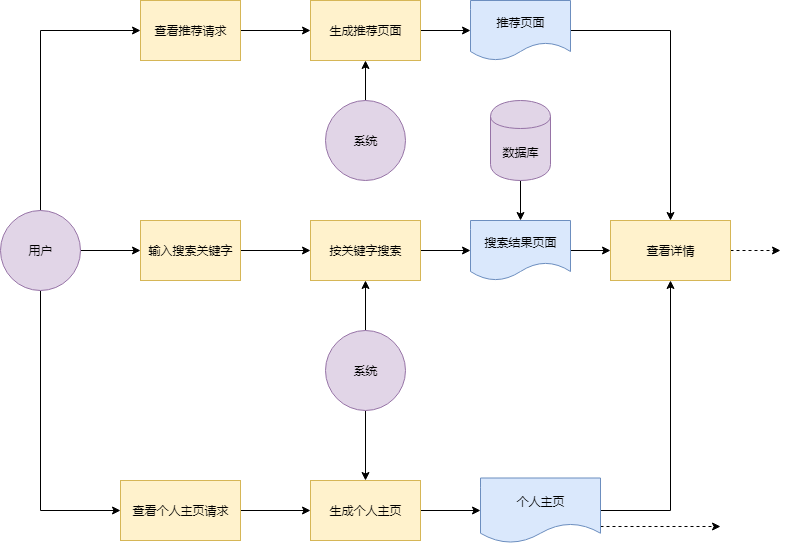 查看推荐请求
生成推荐页面
推荐页面
系统
数据库
用户
输入搜索关键字
按关键字搜索
搜索结果页面
查看详情
系统
查看个人主页请求
生成个人主页
个人主页